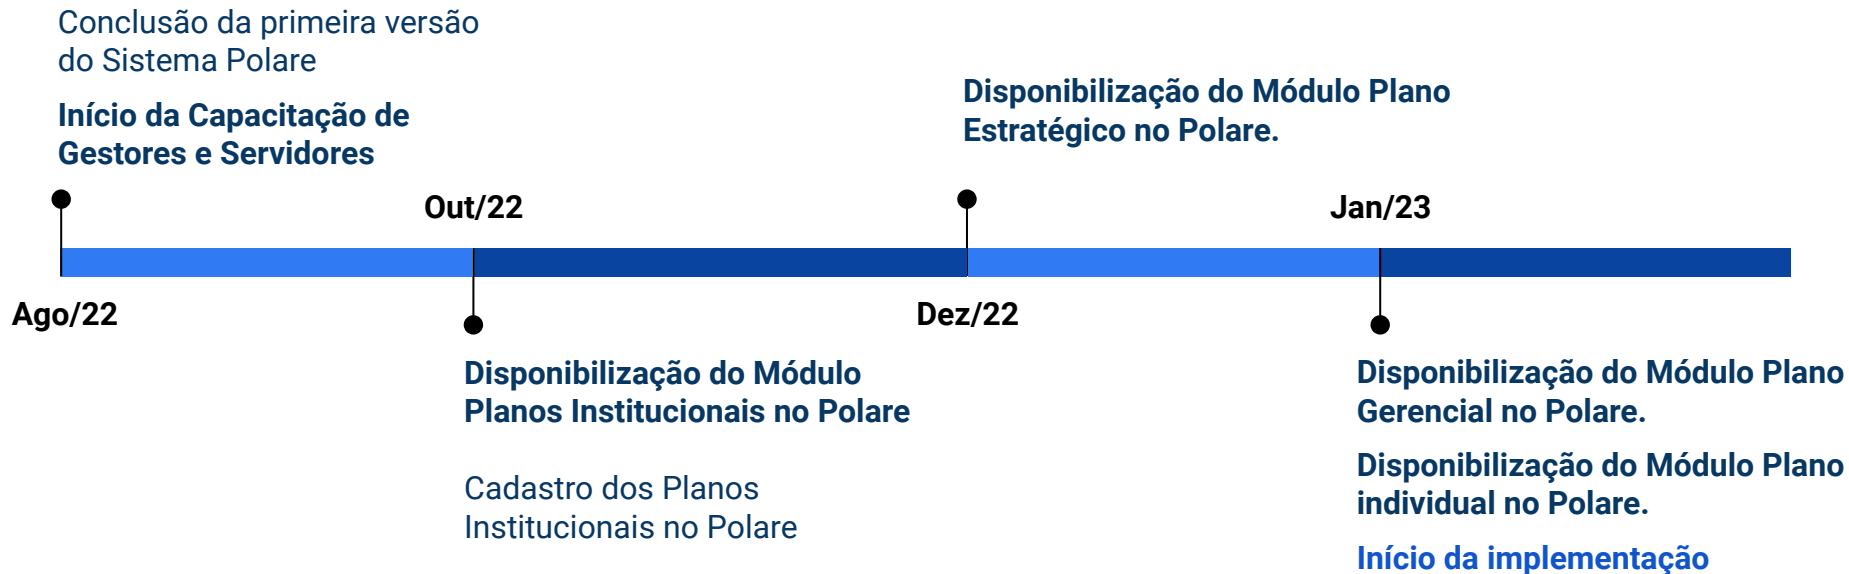 Conclusão da primeira versão
do Sistema Polare
Início da Capacitação de
Gestores e Servidores
Disponibilização do Módulo Plano
Estratégico no Polare.
Out/22
Jan/23
Ago/22
Dez/22
Disponibilização do Módulo
Planos Institucionais no Polare
Cadastro dos Planos
Institucionais no Polare
Disponibilização do Módulo Plano
Gerencial no Polare.
Disponibilização do Módulo Plano
individual no Polare.
Início da implementação